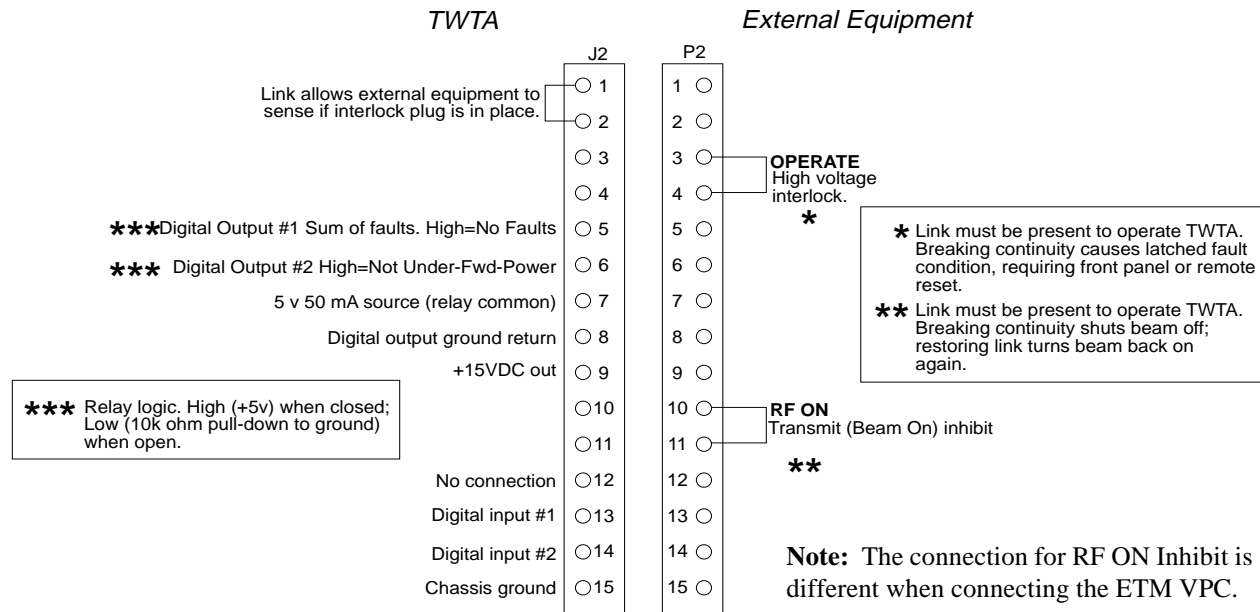 TWTA
External Equipment
J2
P2
Link allows external equipment to
sense if interlock plug is in place.
1
2
3
4
***Digital Output #1 Sum of faults. High=No Faults
5
*** Digital Output #2 High=Not Under-Fwd-Power
6
5 v 50 mA source (relay common)
7
Digital output ground return
8
+15VDC out
9
10
11
No connection
12
Digital input #1
13
Digital input #2
14
Chassis ground
15
*** Relay logic. High (+5v) when closed;
Low (10k ohm pull-down to ground)
when open.
1
2
3
4
5
6
7
8
9
10
11
12
13
14
15
OPERATE
High voltage
interlock.
*
* Link must be present to operate TWTA.
Breaking continuity causes latched fault
condition, requiring front panel or remote
reset.
** Link must be present to operate TWTA.
Breaking continuity shuts beam off;
restoring link turns beam back on
again.
RF ON
Transmit (Beam On) inhibit
**
Note: The connection for RF ON Inhibit is
different when connecting the ETM VPC.